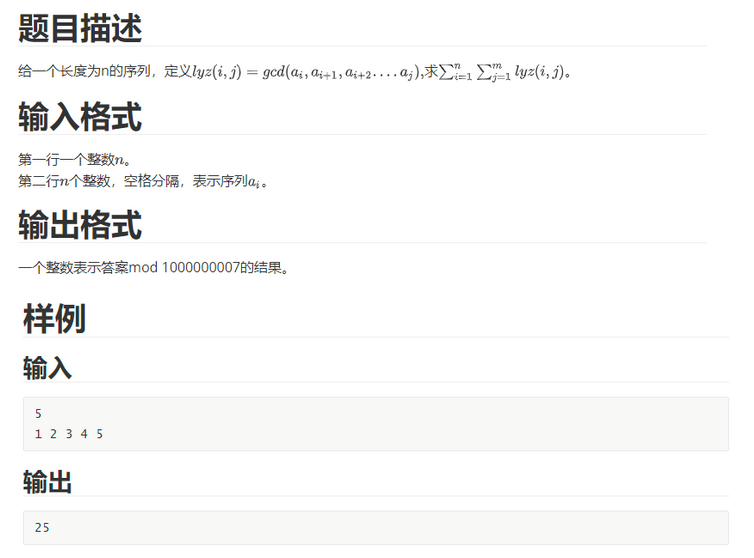 题目描述
给一个长度为n的序列，定义$lyz(i,j) = gcd(a_i, a_{i+1}, a_{i+2}....a_j)$,求$\sum_{i=1}^{n} \sum_{j=1}^{m} lyz(i,j)$。
输入格式
第一行一个整数$n$。
第二行$n$个整数，空格分隔，表示序列$a_i$。
输出格式
一个整数表示答案mod 1000000007的结果。
样例
输入
5
1 2 3 4 5
输出
25